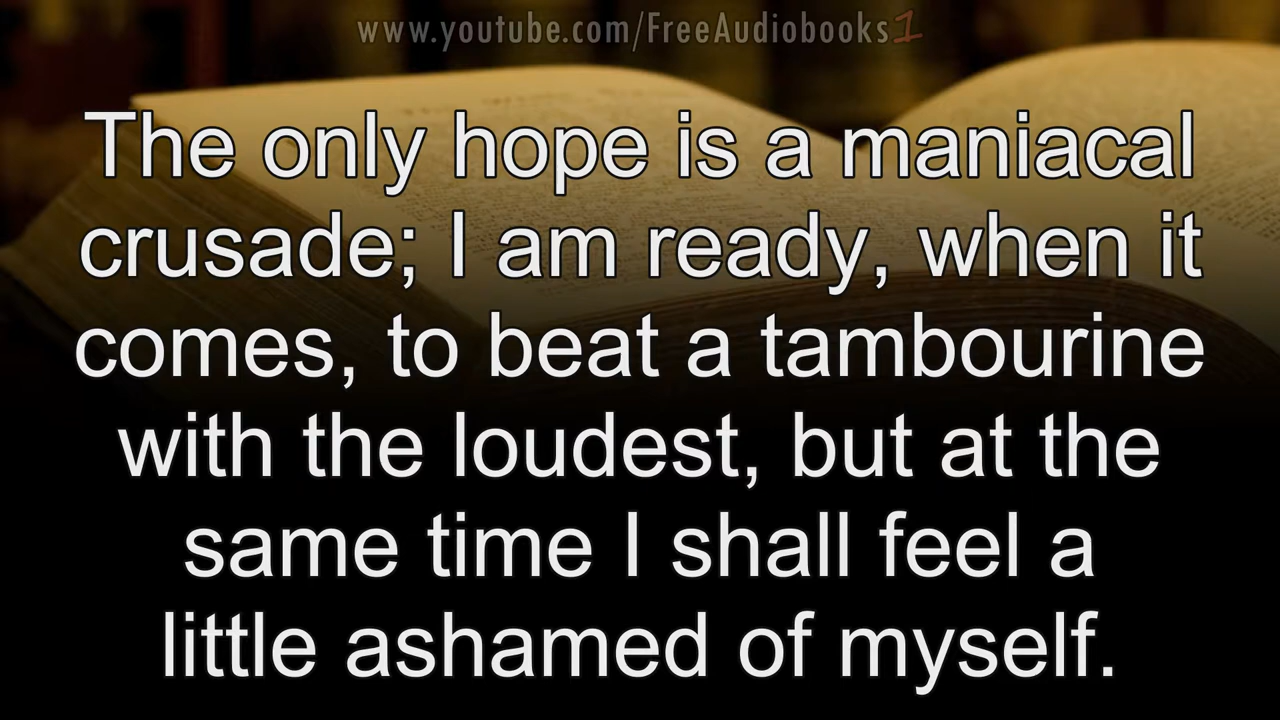 www.youtube.com/FreeAudiobooks1
The only hope is a maniacal
crusade; I am ready, when it
comes, to beat a tambourine
with the loudest, but at the
same time I shall feel a
little ashamed of myself.